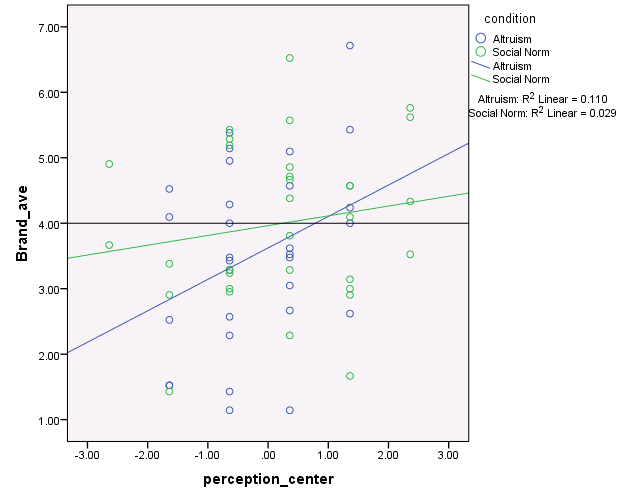 condition
Altruism
Social Norm
Altruism
Social Norm
Altruism: R² Linear = 0.110
Social Norm: R² Linear = 0.029
Brand_ave
7.00
6.00
5.00
4.00
3.00
2.00
1.00
-3.00 -2.00 -1.00 .00 1.00 2.00 3.00
perception_center